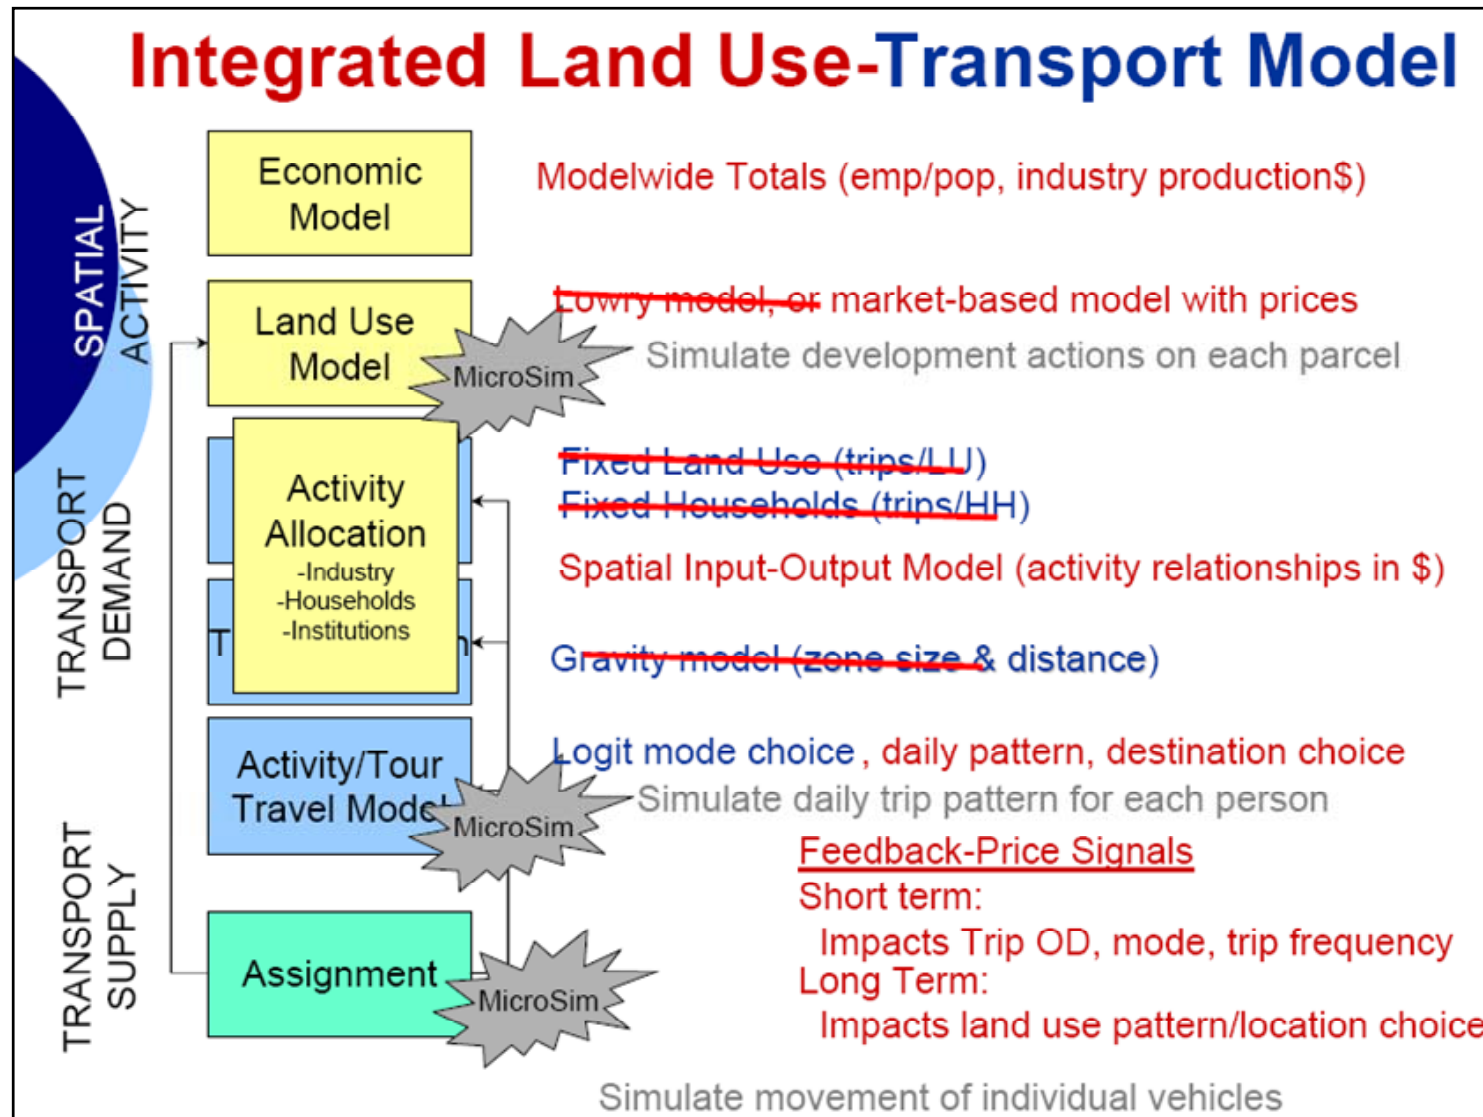 Integrated Land Use-Transport Model
SPATIAL
ACTIVITY
Economic
Model
Modelwide Totals (emp/pop, industry production$)
Land Use
Model
MicroSim
Lowry model, or market-based model with prices
Simulate development actions on each parcel
TRANSPORT
DEMAND
Activity
Allocation
-Industry
-Households
-Institutions
T
n
Fixed Land Use (trips/LU)
Fixed Households (trips/HH)
Spatial Input-Output Model (activity relationships in $)
Gravity model (zone size & distance)
Activity/Tour
Travel Model
MicroSim
Logit mode choice, daily pattern, destination choice
Simulate daily trip pattern for each person
Feedback-Price Signals
Short term:
Impacts Trip OD, mode, trip frequency
Long Term:
Impacts land use pattern/location choice
TRANSPORT
SUPPLY
Assignment
MicroSim
Simulate movement of individual vehicles